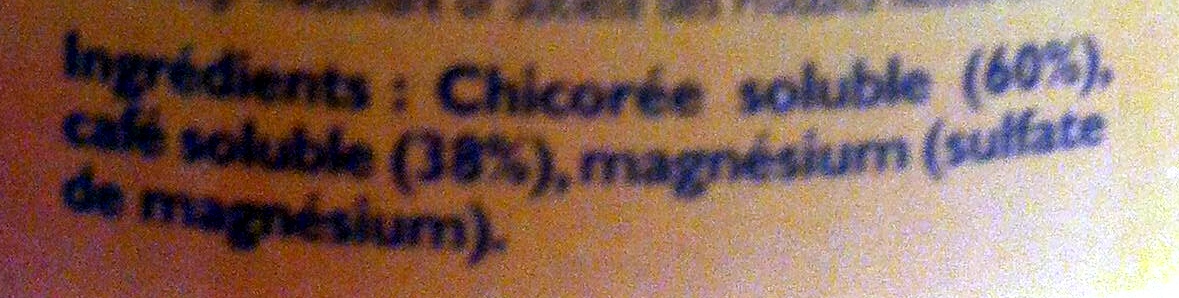 Ingrédients : Chicorée soluble (60%),
café soluble (38%), magnésium (sulfate
de magnésium).